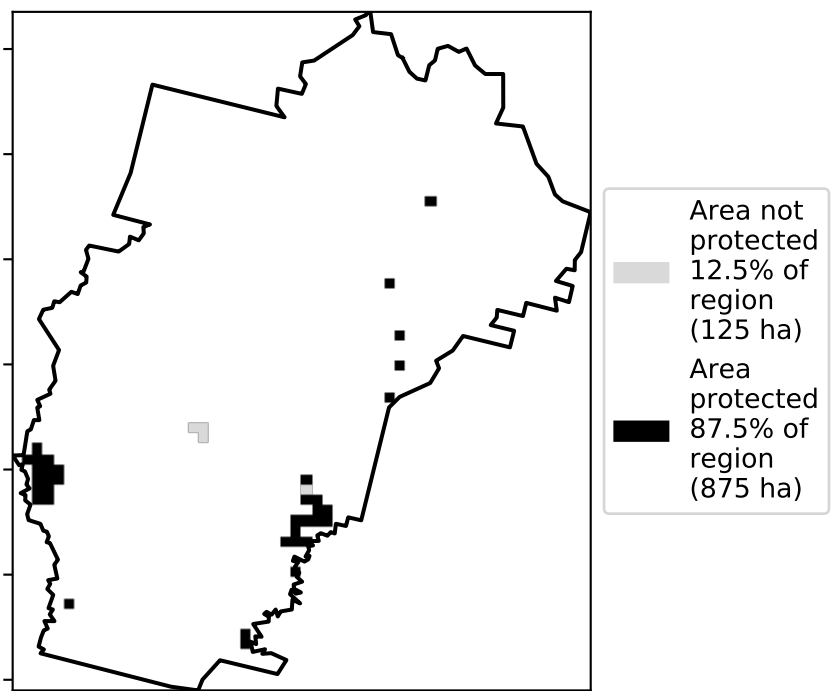 Area not
protected
12.5% of
region
(125 ha)
Area
protected
87.5% of
region
(875 ha)